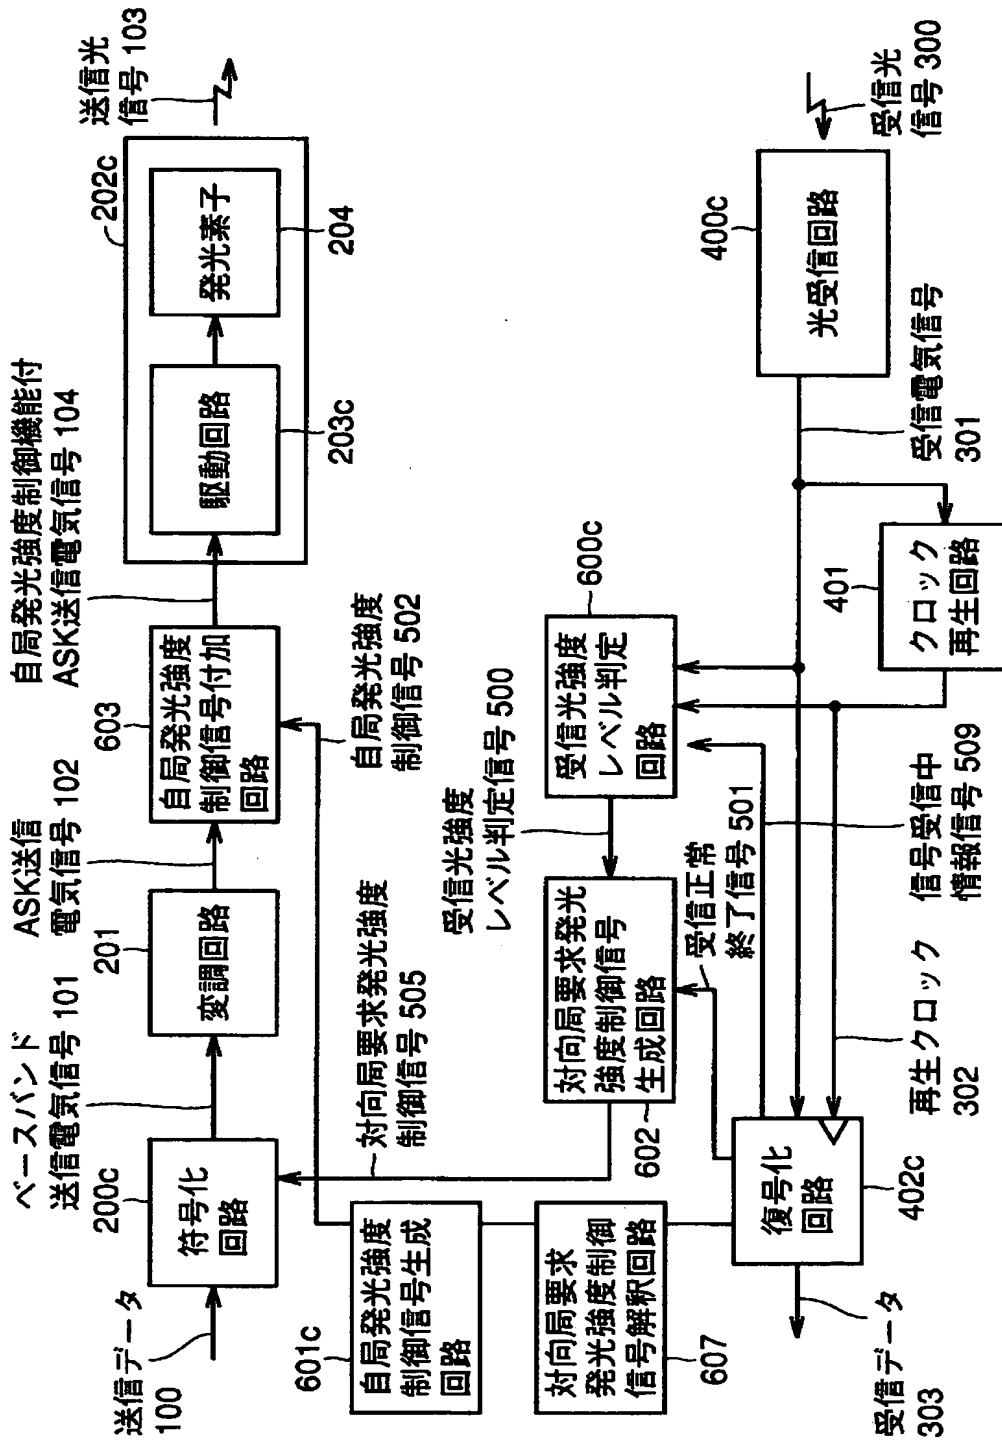 送信データ
100
200c
符号化
回路
ベースバンド
送信電気信号 101
201
変調回路
ASK送信
電気信号 102
603
自局発光強度
制御信号付加
回路
自局発光強度制御機能付
ASK送信電気信号 104
202c
駆動回路
203c
発光素子
204
送信光
信号 103
601c
自局発光強度
制御信号生成
回路
対向局要求発光強度
制御信号 505
自局発光強度
制御信号 502
対向局要求
発光強度制御
信号解釈回路
607
対向局要求発光
強度制御信号
生成回路
602
受信光強度
レベル判定信号 500
600c
受信光強度
レベル判定
回路
受信正常
終了信号 501
信号受信中
情報信号 509
受信データ
303
復号化
回路
402c
再生クロック
302
401
クロック
再生回路
受信電気信号
301
400c
光受信回路
受信光
信号 300